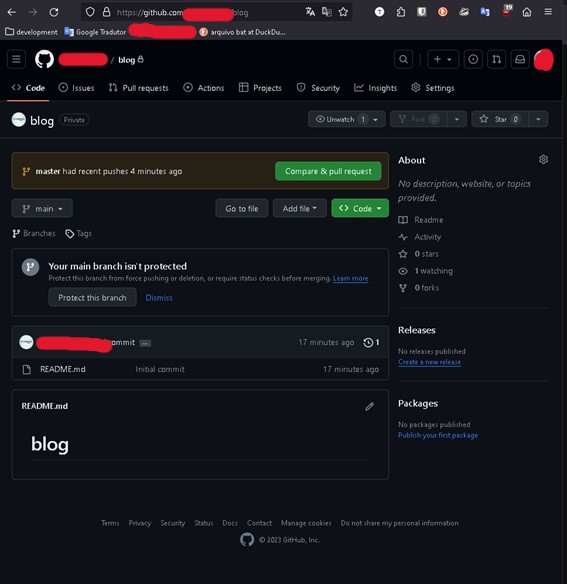 https://github.com blog
development Google Tradutor arquivo bat at DuckDu...
19
/ blog
Code Issues Pull requests Actions Projects Security Insights Settings
blog Private Unwatch 1 Fork 0 Star 0
master had recent pushes 4 minutes ago Compare & pull request
main Go to file Add file Code
Branches Tags
Your main branch isn't protected
Protect this branch from force pushing or deletion, or require status checks before merging. Learn more
Protect this branch Dismiss
ommit ... 17 minutes ago 1
README.md Initial commit 17 minutes ago
README.md
blog
About
No description, website, or topics
provided.
Readme
Activity
0 stars
1 watching
0 forks
Releases
No releases published
Create a new release
Packages
No packages published
Publish your first package
Terms Privacy Security Status Docs Contact Manage cookies Do not share my personal information
© 2023 GitHub, Inc.